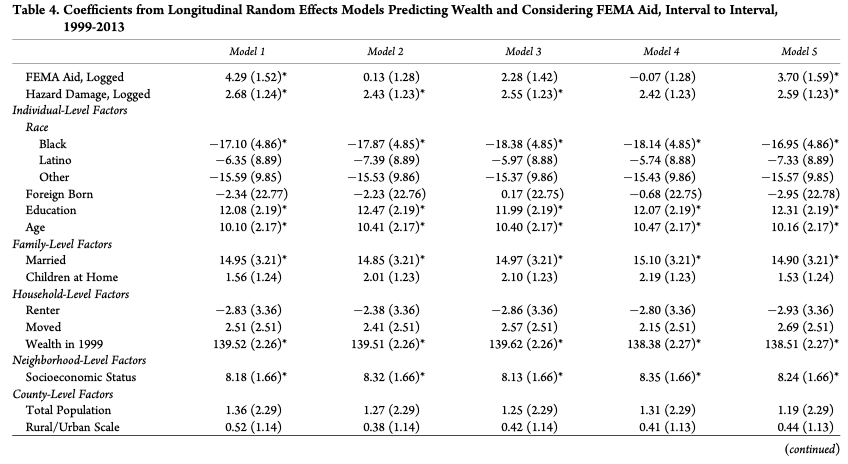 Table 4. Coefficients from Longitudinal Random Effects Models Predicting Wealth and Considering FEMA Aid, Interval to Interval,
1999-2013
Model 1 Model 2 Model 3 Model 4 Model 5
FEMA Aid, Logged 4.29 (1.52)* 0.13 (1.28) 2.28 (1.42) −0.07 (1.28) 3.70 (1.59)*
Hazard Damage, Logged 2.68 (1.24)* 2.43 (1.23)* 2.55 (1.23)* 2.42 (1.23) 2.59 (1.23)*
Individual-Level Factors
Race
Black −17.10 (4.86)* −17.87 (4.85)* −18.38 (4.85)* −18.14 (4.85)* −16.95 (4.86)*
Latino −6.35 (8.89) −7.39 (8.89) −5.97 (8.88) −5.74 (8.88) −7.33 (8.89)
Other −15.59 (9.85) −15.53 (9.86) −15.37 (9.86) −15.43 (9.86) −15.57 (9.85)
Foreign Born −2.34 (22.77) −2.23 (22.76) 0.17 (22.75) −0.68 (22.75) −2.95 (22.78)
Education 12.08 (2.19)* 12.47 (2.19)* 11.99 (2.19)* 12.07 (2.19)* 12.31 (2.19)*
Age 10.10 (2.17)* 10.41 (2.17)* 10.40 (2.17)* 10.47 (2.17)* 10.16 (2.17)*
Family-Level Factors
Married 14.95 (3.21)* 14.85 (3.21)* 14.97 (3.21)* 15.10 (3.21)* 14.90 (3.21)*
Children at Home 1.56 (1.24) 2.01 (1.23) 2.10 (1.23) 2.19 (1.23) 1.53 (1.24)
Household-Level Factors
Renter −2.83 (3.36) −2.38 (3.36) −2.86 (3.36) −2.80 (3.36) −2.93 (3.36)
Moved 2.51 (2.51) 2.41 (2.51) 2.57 (2.51) 2.15 (2.51) 2.69 (2.51)
Wealth in 1999 139.52 (2.26)* 139.51 (2.26)* 139.62 (2.26)* 138.38 (2.27)* 138.51 (2.27)*
Neighborhood-Level Factors
Socioeconomic Status 8.18 (1.66)* 8.32 (1.66)* 8.13 (1.66)* 8.35 (1.66)* 8.24 (1.66)*
County-Level Factors
Total Population 1.36 (2.29) 1.27 (2.29) 1.25 (2.29) 1.31 (2.29) 1.19 (2.29)
Rural/Urban Scale 0.52 (1.14) 0.38 (1.14) 0.42 (1.14) 0.41 (1.13) 0.44 (1.13)
(continued)